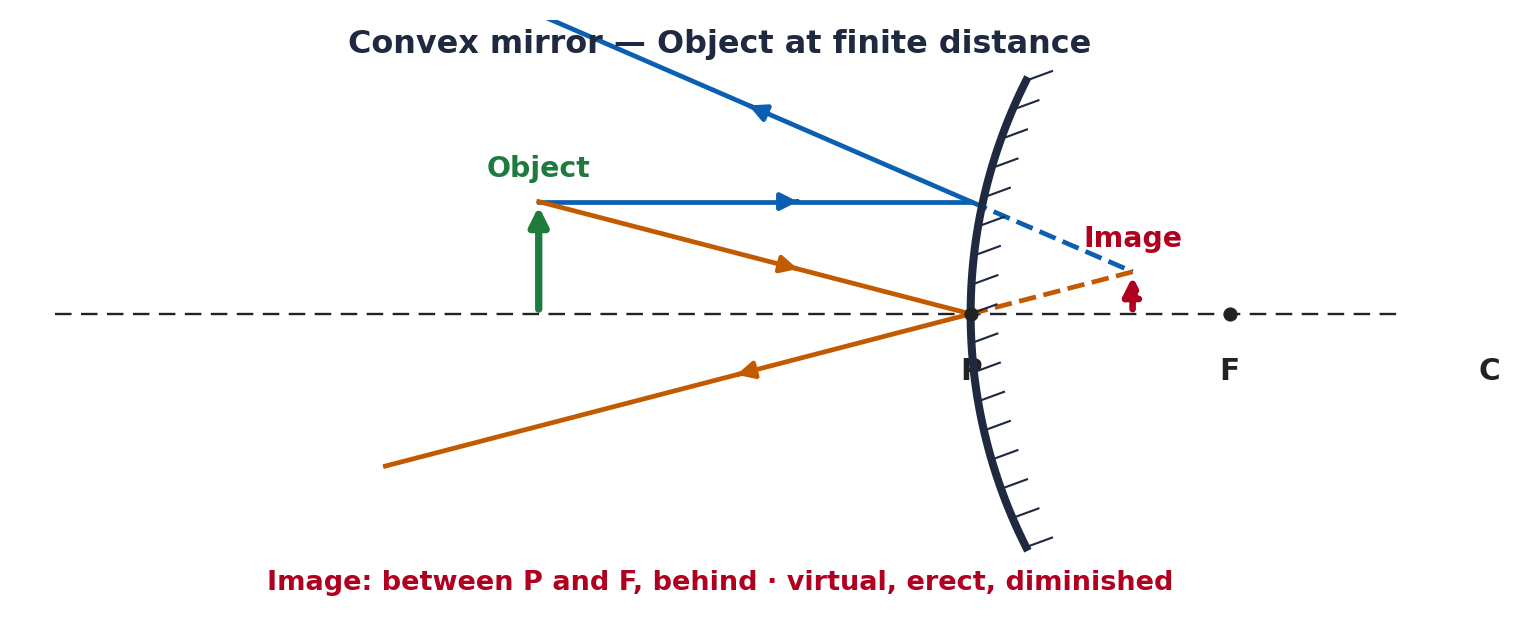 Convex mirror — Object at finite distance
Object
Image
P
F
C
Image: between P and F, behind · virtual, erect, diminished